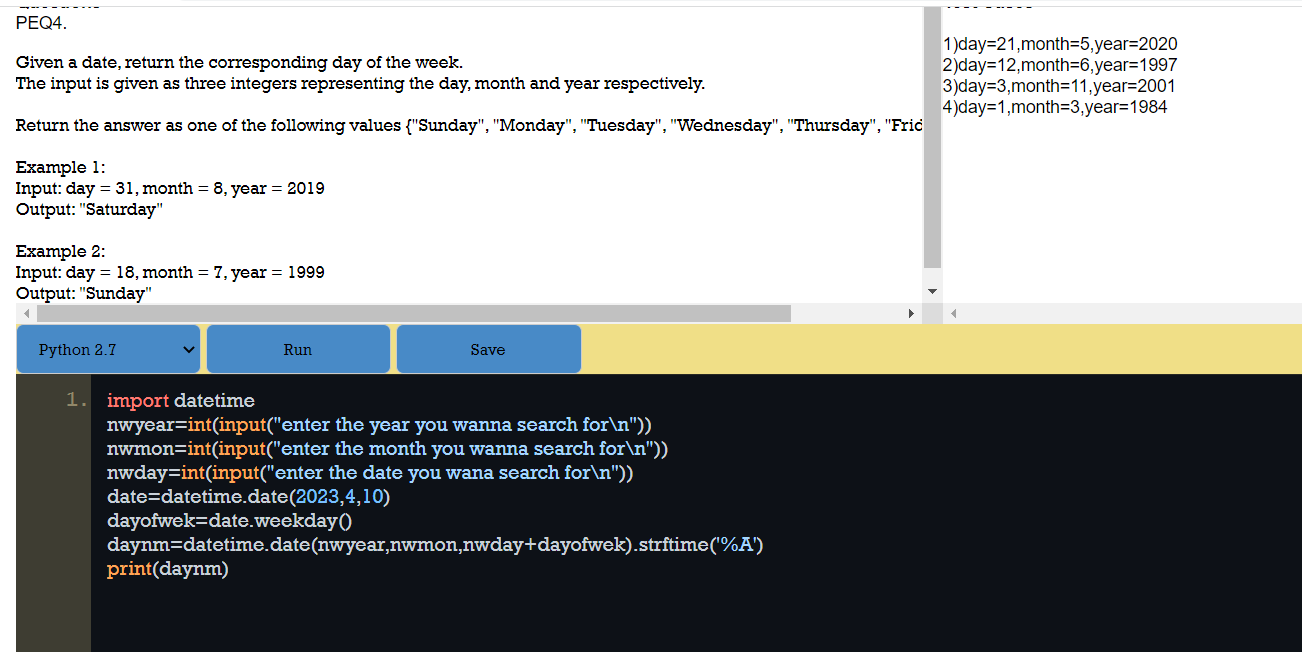 PEQ4.
Given a date, return the corresponding day of the week.
The input is given as three integers representing the day, month and year respectively.
Return the answer as one of the following values {"Sunday", "Monday", "Tuesday", "Wednesday", "Thursday", "Frid
Example 1:
Input: day = 31, month = 8, year = 2019
Output: "Saturday"
Example 2:
Input: day = 18, month = 7, year = 1999
Output: "Sunday"
1)day=21,month=5,year=2020
2)day=12,month=6,year=1997
3)day=3,month=11,year=2001
4)day=1,month=3,year=1984
Python 2.7
Run
Save
1. import datetime
nwyear=int(input("enter the year you wanna search for\n"))
nwmon=int(input("enter the month you wanna search for\n"))
nwday=int(input("enter the date you wana search for\n"))
date=datetime.date(2023,4,10)
dayofwek=date.weekday()
daynm=datetime.date(nwyear,nwmon,nwday+dayofwek).strftime('%A')
print(daynm)